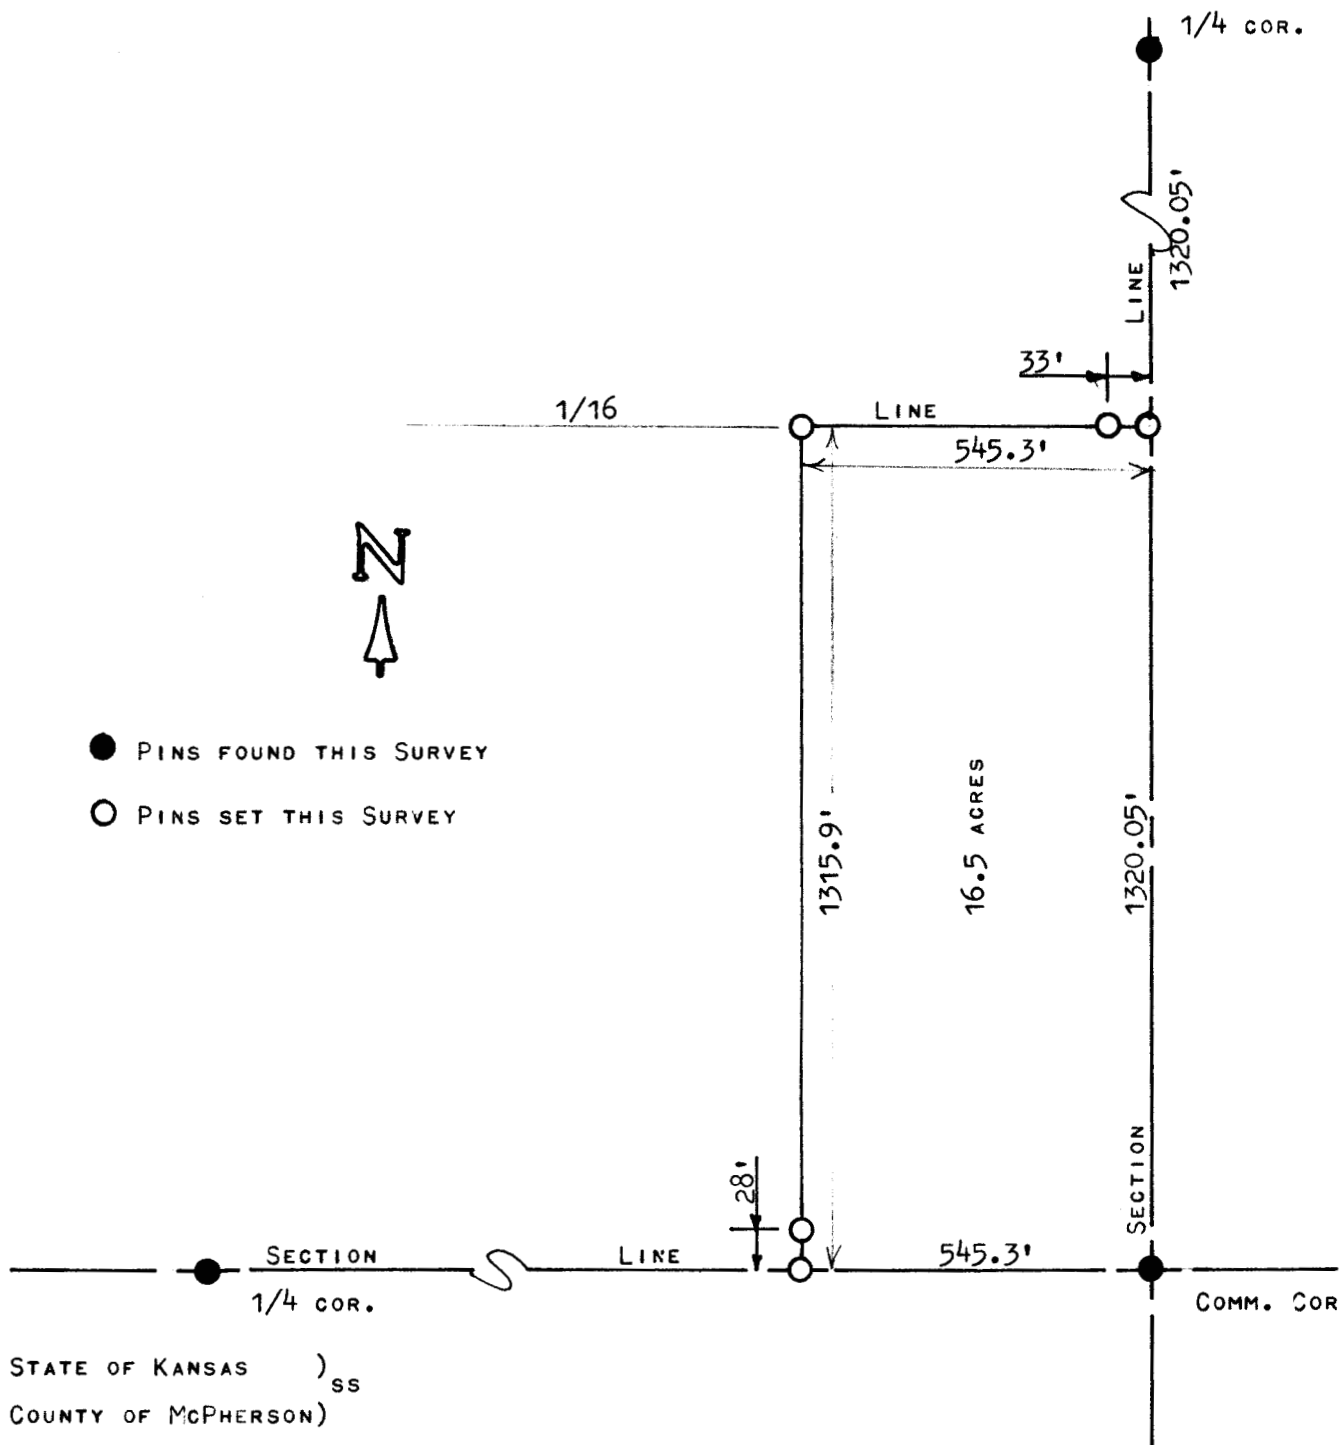 1/4 COR.
1320.05'
LINE
33'
1/16
LINE
545.3'
N
PINS FOUND THIS SURVEY
PINS SET THIS SURVEY
1315.9'
16.5 ACRES
1320.05'
SECTION
28'
SECTION
LINE
545.3'
1/4 COR.
COMM. COR
STATE OF KANSAS )
SS
COUNTY OF MCPHERSON)